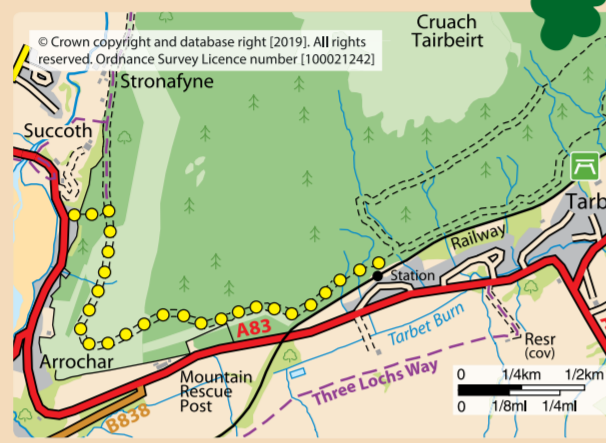 Cruach
Tairbeirt
© Crown copyright and database right [2019]. All rights
reserved. Ordnance Survey Licence number [100021242]
Stronafyne
Succoth
Tarb
Railway
Station
A83
Tarbet Burn
Resr
(cov)
Arrochar
Mountain
Rescue
Post
Three Lochs Way
B838
0 1/4km 1/2km
0 1/8ml 1/4ml